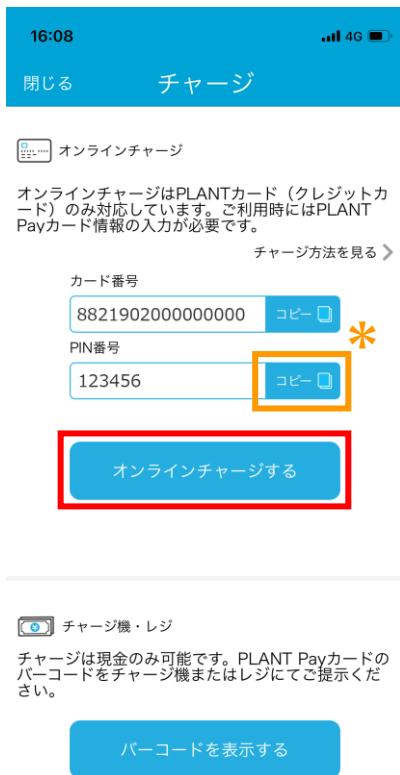 16:08
4G
閉じる
チャージ
オンラインチャージ
オンラインチャージはPLANTカード（クレジットカ
ード）のみ対応しています。ご利用時にはPLANT
Payカード情報の入力が必要です。
チャージ方法を見る
カード番号
8821902000000000
コピー
*
PIN番号
123456
コピー
オンラインチャージする
チャージ機・レジ
チャージは現金のみ可能です。PLANT Payカードの
バーコードをチャージ機またはレジにてご提示くだ
さい。
バーコードを表示する